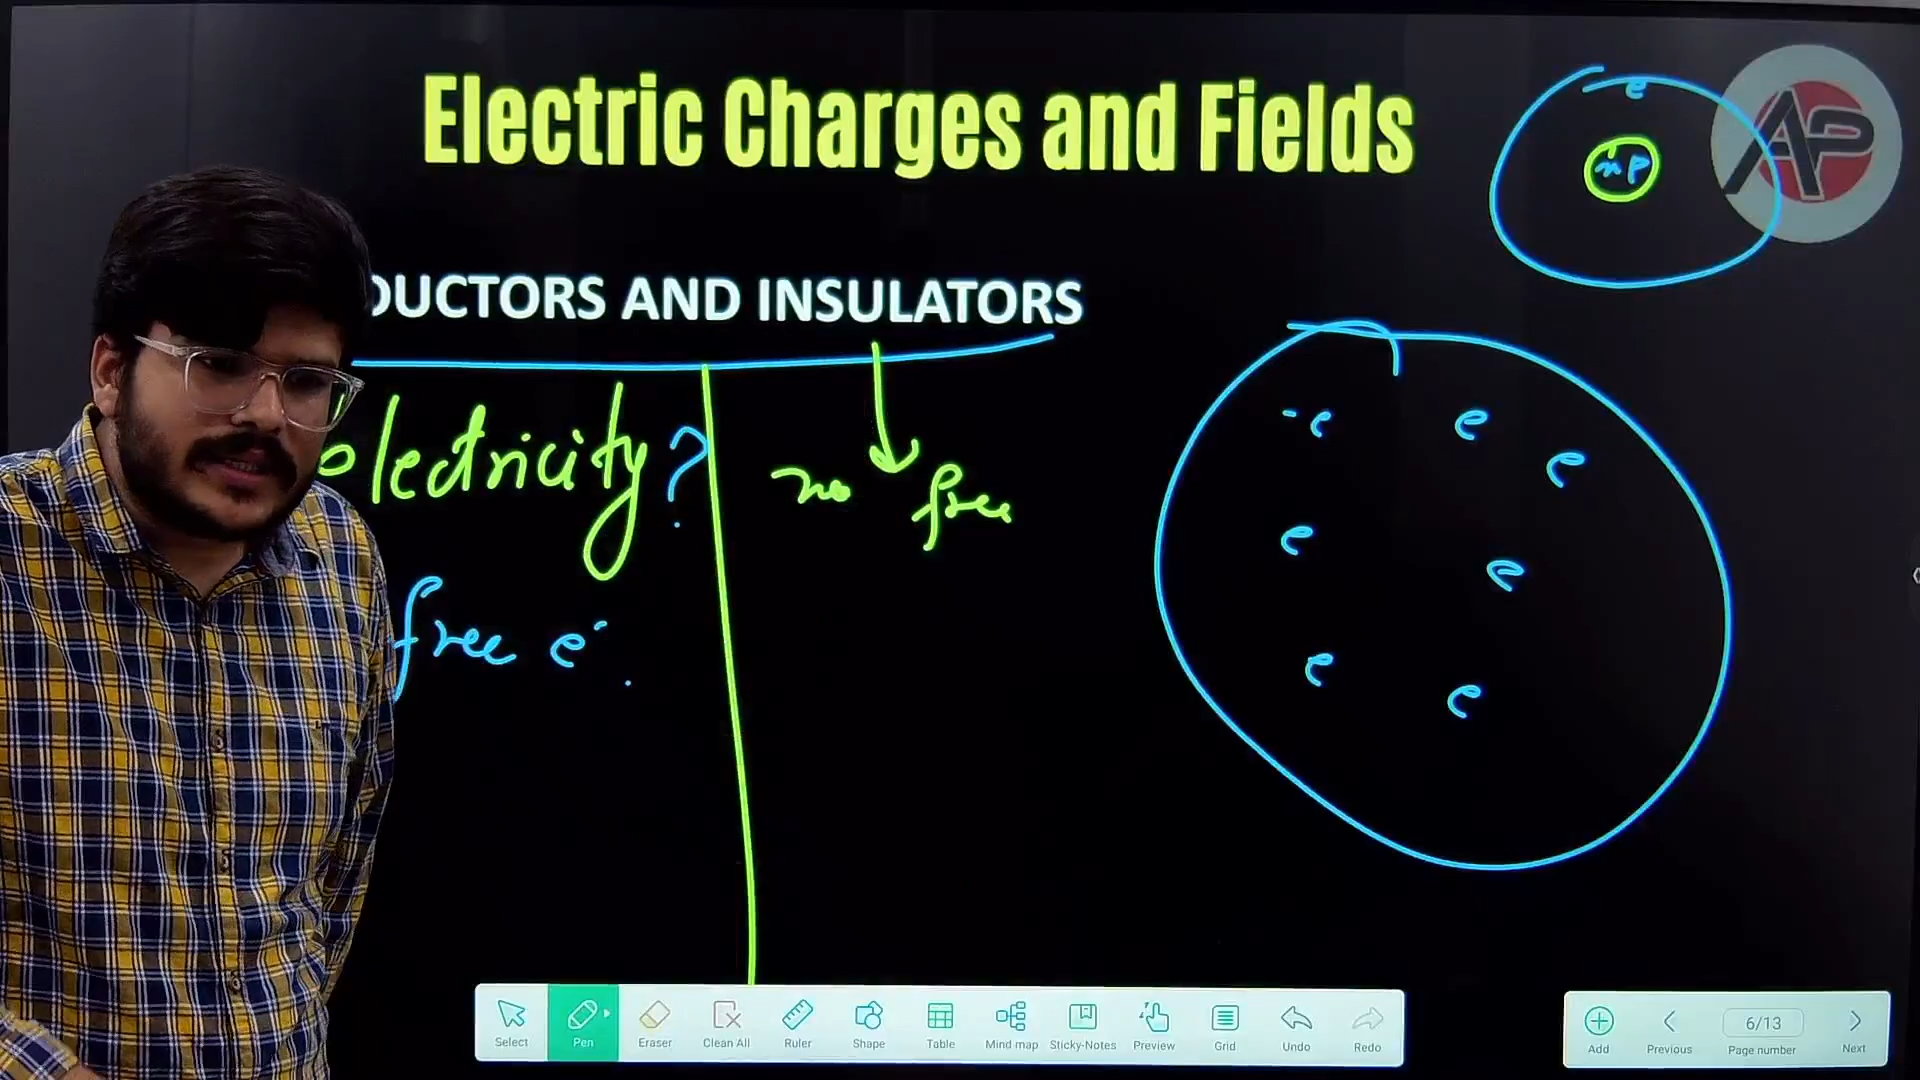 Electric Charges and Fields
AP
e
n p
DUCTORS AND INSULATORS
electricity ?
no free
free e-
-e e e
e e
e e
Select Pen Eraser Clean All Ruler Shape Table Mind map Sticky-Notes Preview Grid Undo Redo
Add Previous 6/13 Page number Next